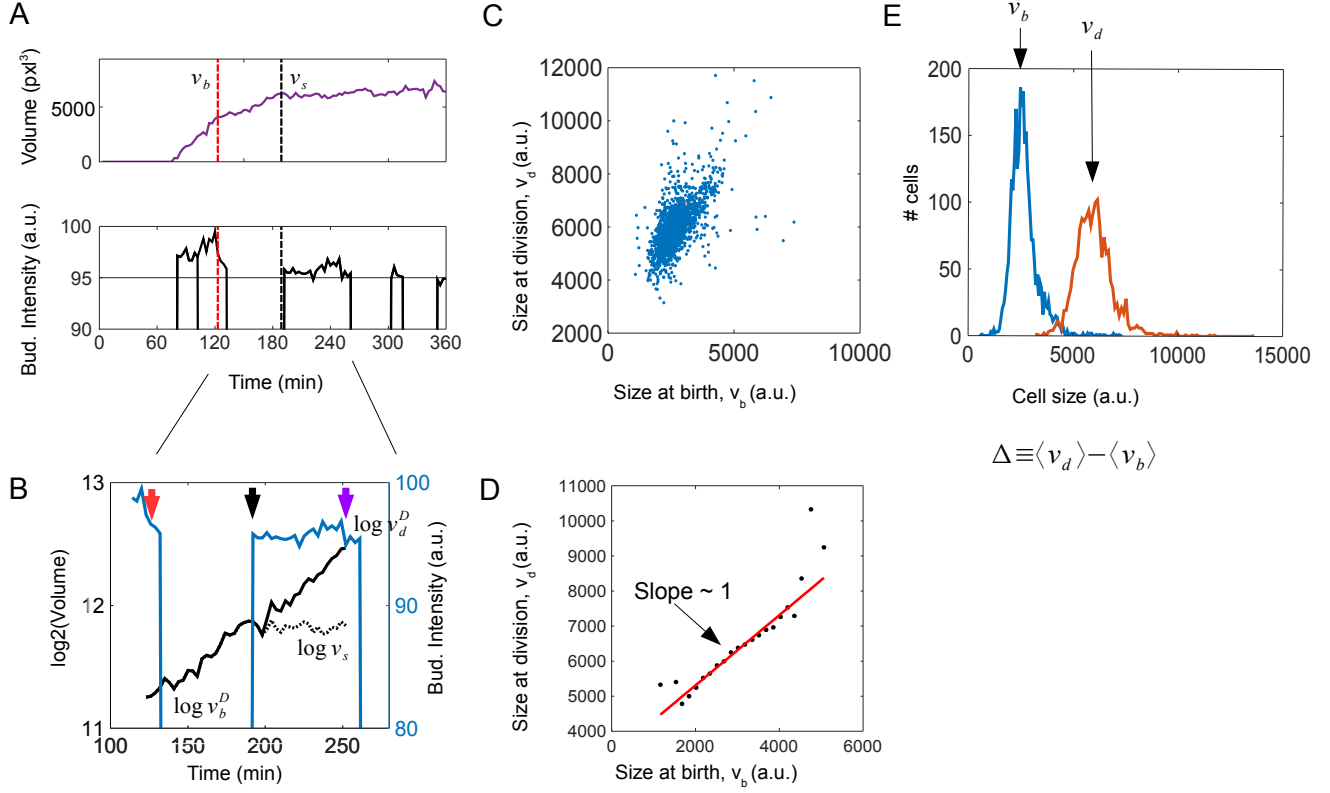 A
Volume (pxl³)
5000
0
v_b
v_s
Bud. Intensity (a.u.)
100
95
90
0 60 120 180 240 300 360
Time (min)
B
log2(Volume)
13
12
11
log v_d^D
log v_s
log v_b^D
100
90
80
Bud. Intensity (a.u.)
100 150 200 250
Time (min)
C
Size at division, v_d (a.u.)
12000
10000
8000
6000
4000
2000
0 5000 10000
Size at birth, v_b (a.u.)
D
Size at division, v_d (a.u.)
11000
10000
9000
8000
7000
6000
5000
4000
Slope ~ 1
0 2000 4000 6000
Size at birth, v_b (a.u.)
E
v_b
v_d
# cells
200
150
100
50
0
0 5000 10000 15000
Cell size (a.u.)
Δ≡⟨v_d⟩−⟨v_b⟩